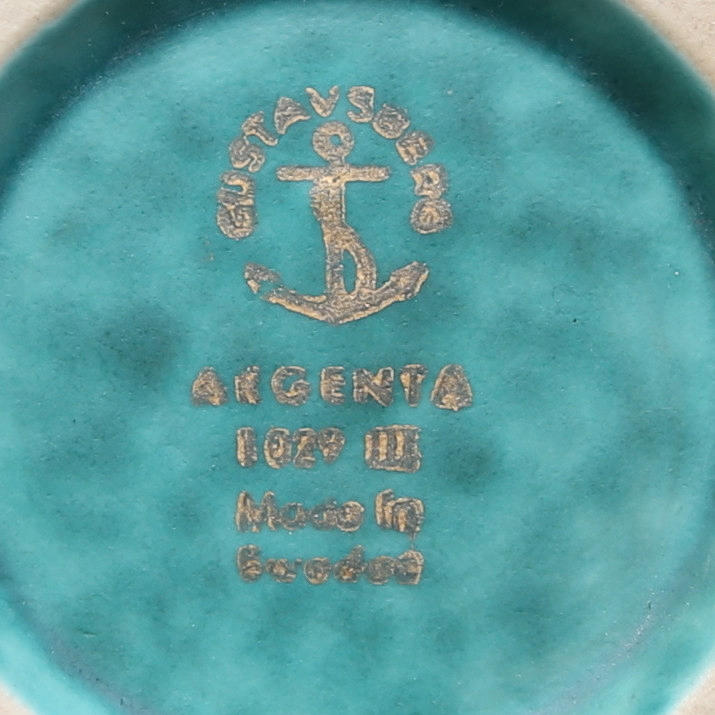 GUSTAVSBERG
ARGENTA
1029 III
Made in
Sweden